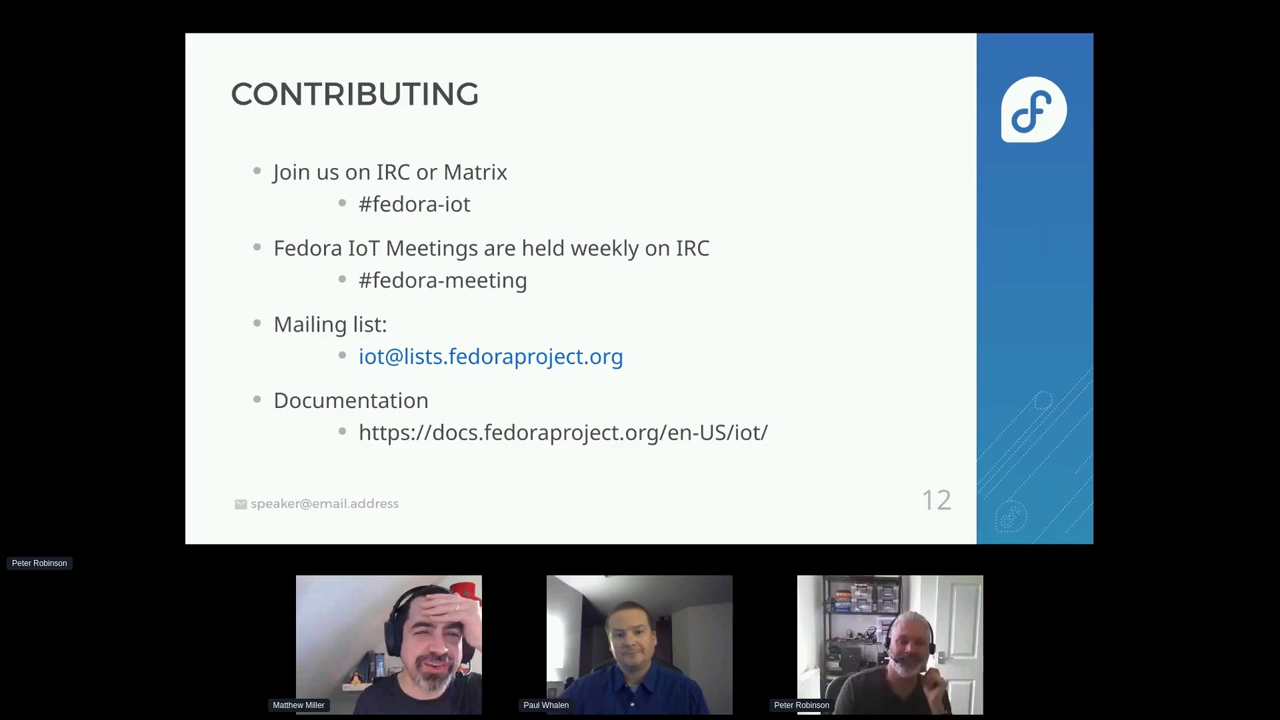 CONTRIBUTING
Join us on IRC or Matrix
#fedora-iot
Fedora IoT Meetings are held weekly on IRC
#fedora-meeting
Mailing list:
iot@lists.fedoraproject.org
Documentation
https://docs.fedoraproject.org/en-US/iot/
speaker@email.address
12
Peter Robinson
Matthew Miller
Paul Whalen
Peter Robinson